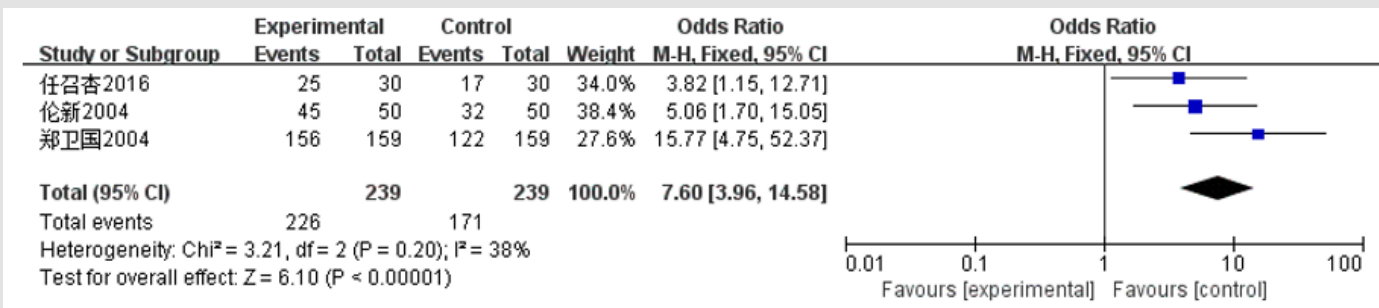 Experimental Control Odds Ratio Odds Ratio
Study or Subgroup Events Total Events Total Weight M-H, Fixed, 95% CI M-H, Fixed, 95% CI
任召杏2016 25 30 17 30 34.0% 3.82 [1.15, 12.71]
伦新2004 45 50 32 50 38.4% 5.06 [1.70, 15.05]
郑卫国2004 156 159 122 159 27.6% 15.77 [4.75, 52.37]
Total (95% CI) 239 239 100.0% 7.60 [3.96, 14.58]
Total events 226 171
Heterogeneity: Chi² = 3.21, df = 2 (P = 0.20); I² = 38%
Test for overall effect: Z = 6.10 (P < 0.00001)
0.01 0.1 1 10 100
Favours [experimental] Favours [control]